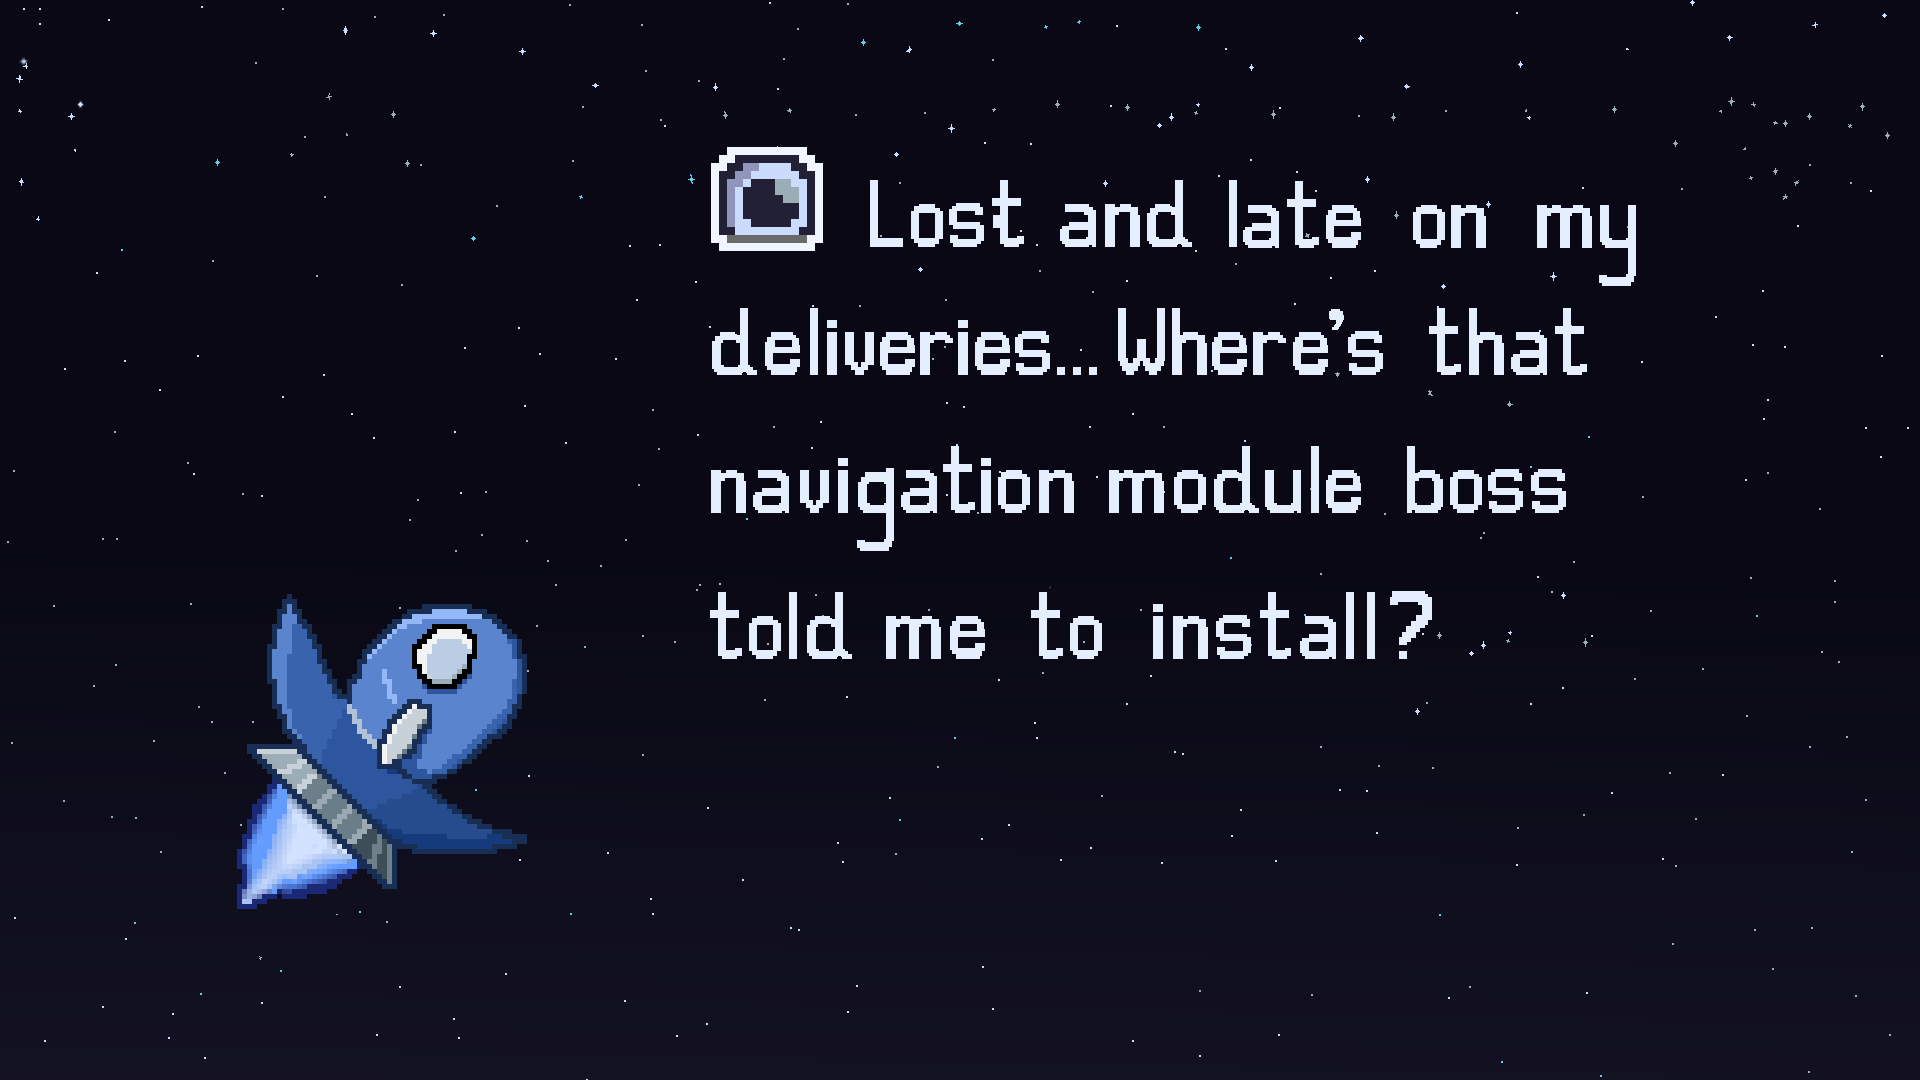 Lost and late on my
deliveries... Where's that
navigation module boss
told me to install?